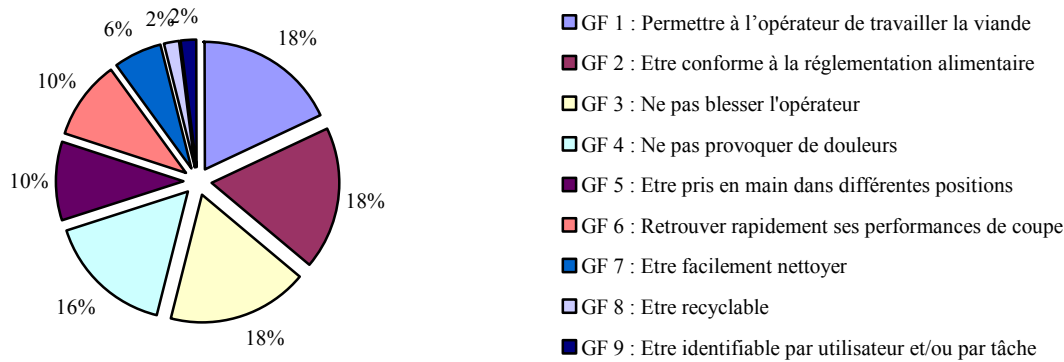 2%
2%
6%
18%
10%
10%
18%
16%
18%
GF 1 : Permettre à l’opérateur de travailler la viande
GF 2 : Etre conforme à la réglementation alimentaire
GF 3 : Ne pas blesser l'opérateur
GF 4 : Ne pas provoquer de douleurs
GF 5 : Etre pris en main dans différentes positions
GF 6 : Retrouver rapidement ses performances de coupe
GF 7 : Etre facilement nettoyer
GF 8 : Etre recyclable
GF 9 : Etre identifiable par utilisateur et/ou par tâche